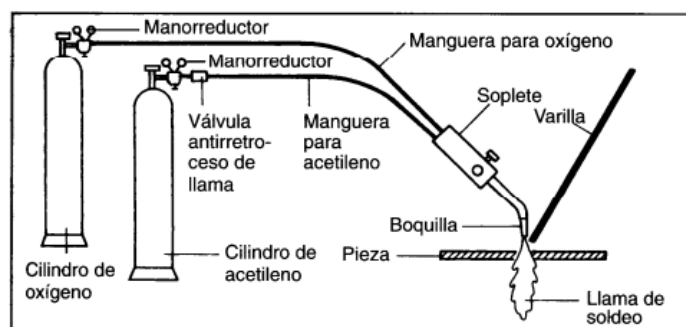 Manorreductor
Manguera para oxígeno
Manorreductor
Soplete
Varilla
Válvula
antirretro-
ceso de
llama
Manguera
para
acetileno
Boquilla
Pieza
Cilindro de
oxígeno
Cilindro de
acetileno
Llama de
soldeo